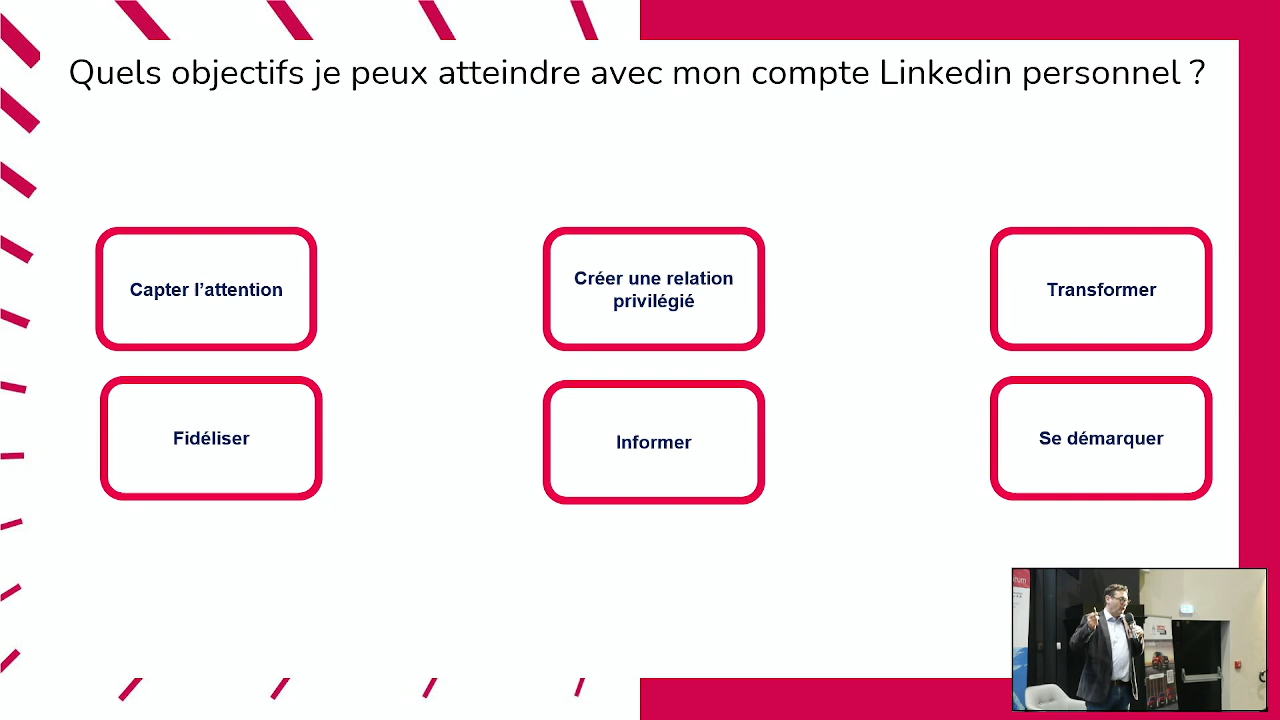 Quels objectifs je peux atteindre avec mon compte Linkedin personnel ?
Capter l’attention
Créer une relation
privilégié
Transformer
Fidéliser
Informer
Se démarquer